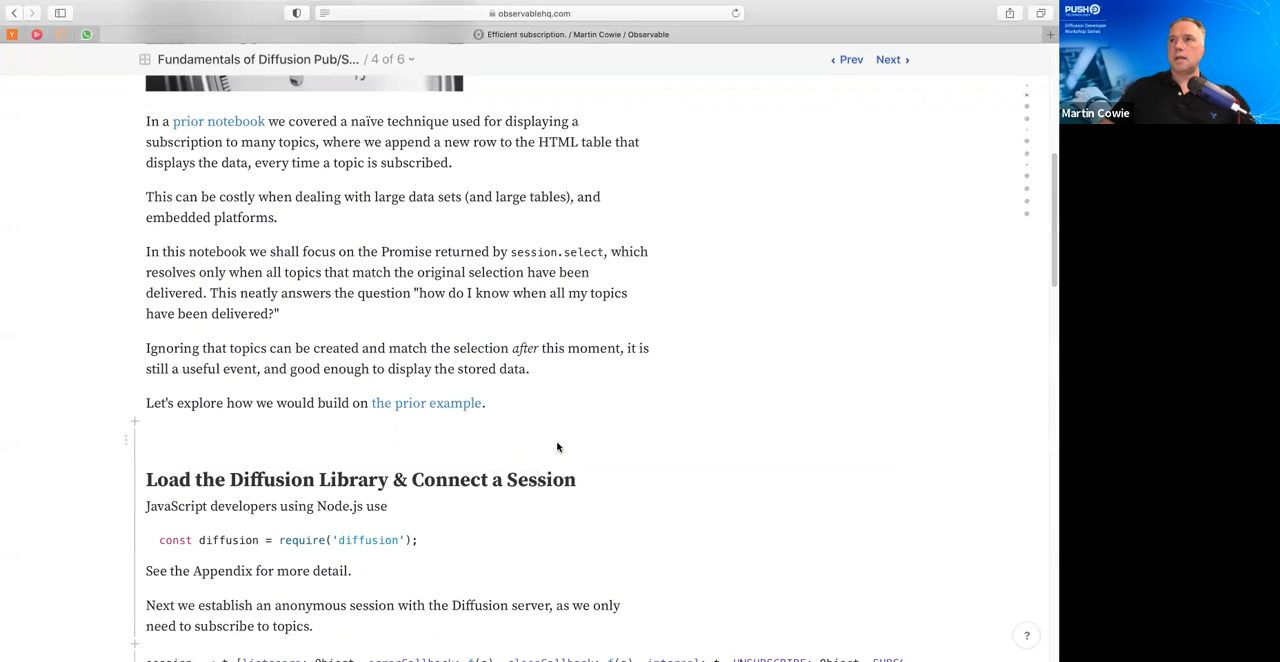 observablehq.com
Efficient subscription. / Martin Cowie / Observable
Fundamentals of Diffusion Pub/S... / 4 of 6
‹ Prev Next ›
PUSH
TECHNOLOGY
Diffusion Developer
Workshop Series
Martin Cowie
In a prior notebook we covered a naïve technique used for displaying a
subscription to many topics, where we append a new row to the HTML table that
displays the data, every time a topic is subscribed.
This can be costly when dealing with large data sets (and large tables), and
embedded platforms.
In this notebook we shall focus on the Promise returned by session.select, which
resolves only when all topics that match the original selection have been
delivered. This neatly answers the question "how do I know when all my topics
have been delivered?"
Ignoring that topics can be created and match the selection after this moment, it is
still a useful event, and good enough to display the stored data.
Let's explore how we would build on the prior example.
Load the Diffusion Library & Connect a Session
JavaScript developers using Node.js use
const diffusion = require('diffusion');
See the Appendix for more detail.
Next we establish an anonymous session with the Diffusion server, as we only
need to subscribe to topics.
?